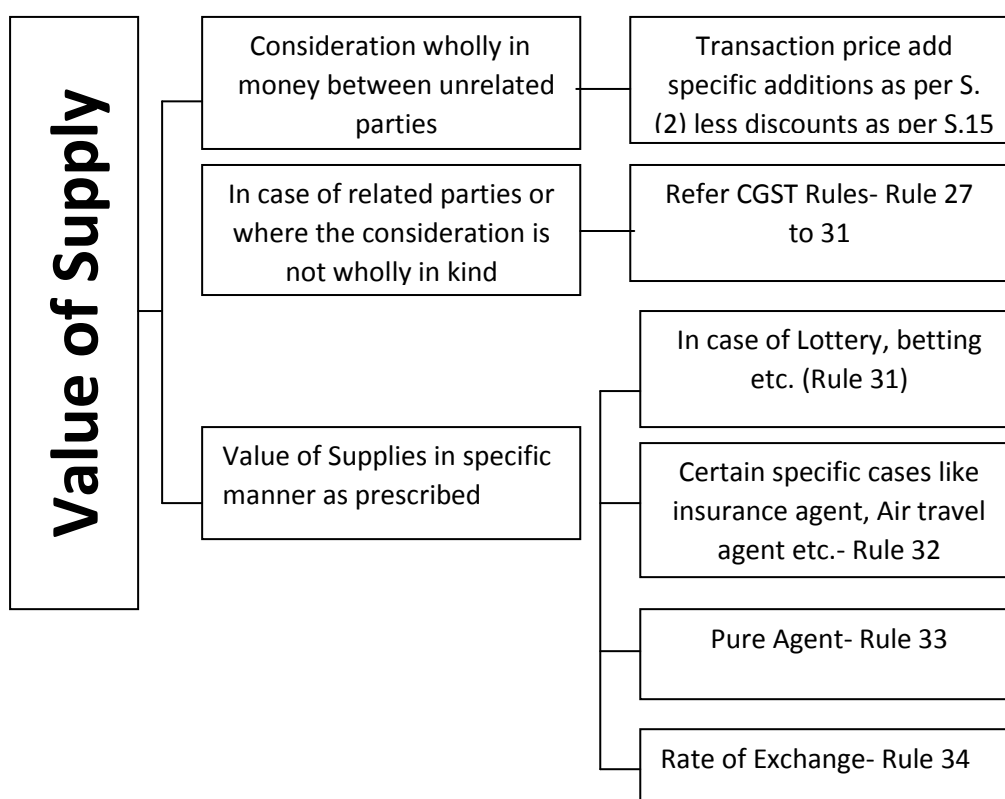 Value of Supply
Consideration wholly in
money between unrelated
parties
Transaction price add
specific additions as per S.
(2) less discounts as per S.15
In case of related parties or
where the consideration is
not wholly in kind
Refer CGST Rules- Rule 27
to 31
Value of Supplies in specific
manner as prescribed
In case of Lottery, betting
etc. (Rule 31)
Certain specific cases like
insurance agent, Air travel
agent etc.- Rule 32
Pure Agent- Rule 33
Rate of Exchange- Rule 34